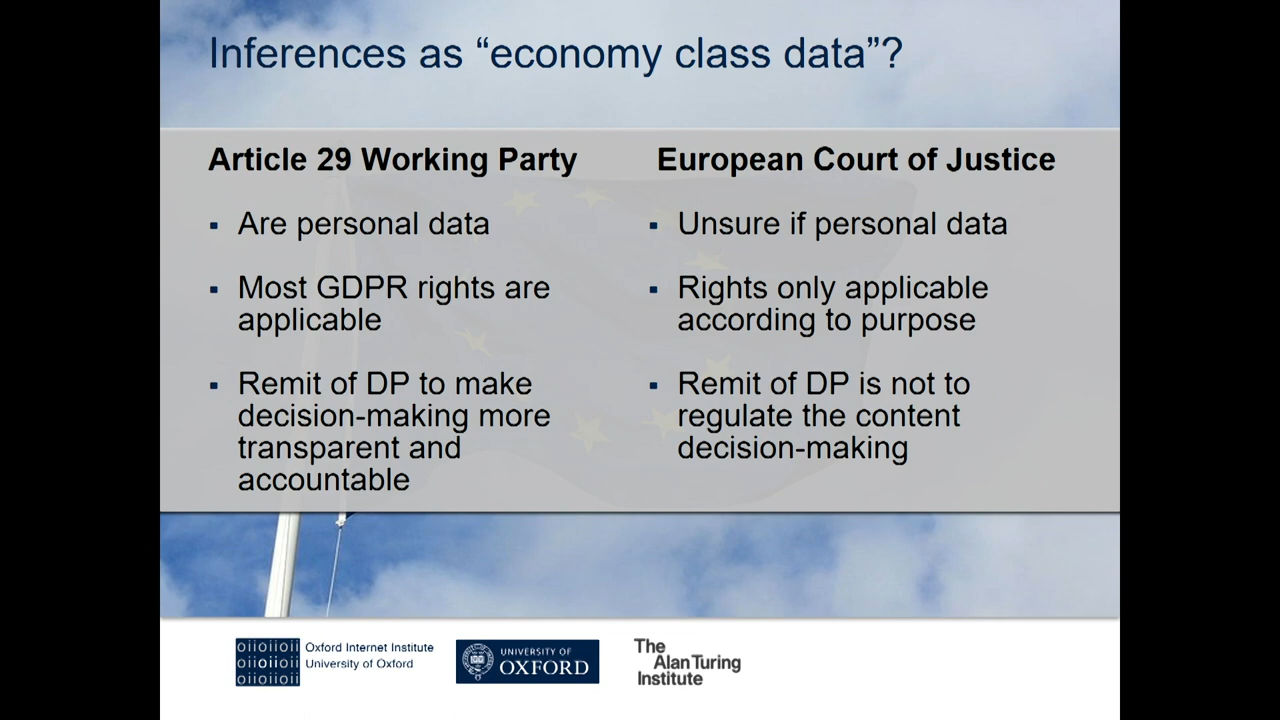 Inferences as “economy class data”?
Article 29 Working Party
▪ Are personal data
▪ Most GDPR rights are
applicable
▪ Remit of DP to make
decision-making more
transparent and
accountable
European Court of Justice
▪ Unsure if personal data
▪ Rights only applicable
according to purpose
▪ Remit of DP is not to
regulate the content
decision-making
oiioiioii
oiioiioii
oiioiioii
Oxford Internet Institute
University of Oxford
UNIVERSITY OF
OXFORD
The
Alan Turing
Institute